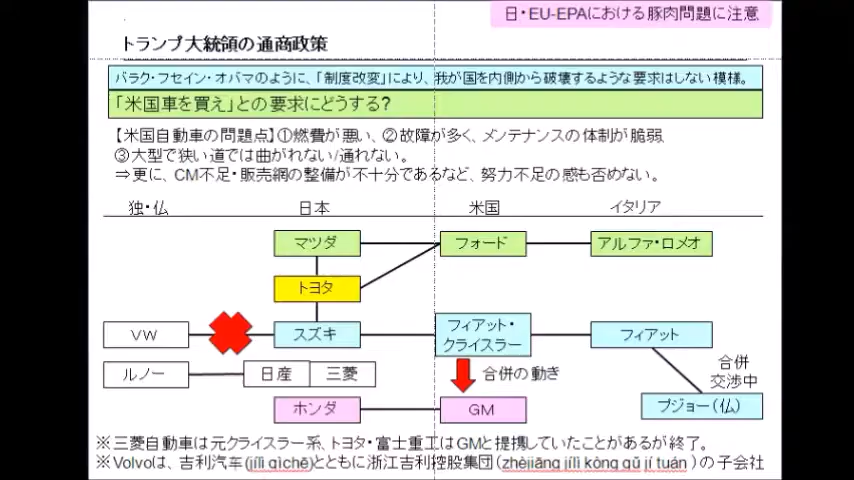 日・EU-EPAにおける豚肉問題に注意
トランプ大統領の通商政策
バラク・フセイン・オバマのように、「制度改変」により、我が国を内側から破壊するような要求はしない模様。
「米国車を買え」との要求にどうする?
【米国自動車の問題点】①燃費が悪い、②故障が多く、メンテナンスの体制が脆弱、
③大型で狭い道では曲がれない/通れない。
⇒更に、CM不足・販売網の整備が不十分であるなど、努力不足の感も否めない。
独・仏 日本 米国 イタリア
マツダ フォード アルファ・ロメオ
トヨタ
VW スズキ フィアット・クライスラー フィアット
ルノー 日産 三菱 合併の動き 合併交渉中
ホンダ GM プジョー(仏)
※三菱自動車は元クライスラー系、トヨタ・富士重工はGMと提携していたことがあるが終了。
※Volvoは、吉利汽车(jílì qìchē)とともに浙江吉利控股集団(zhèjiāng jílì kòng gǔ jí tuán)の子会社